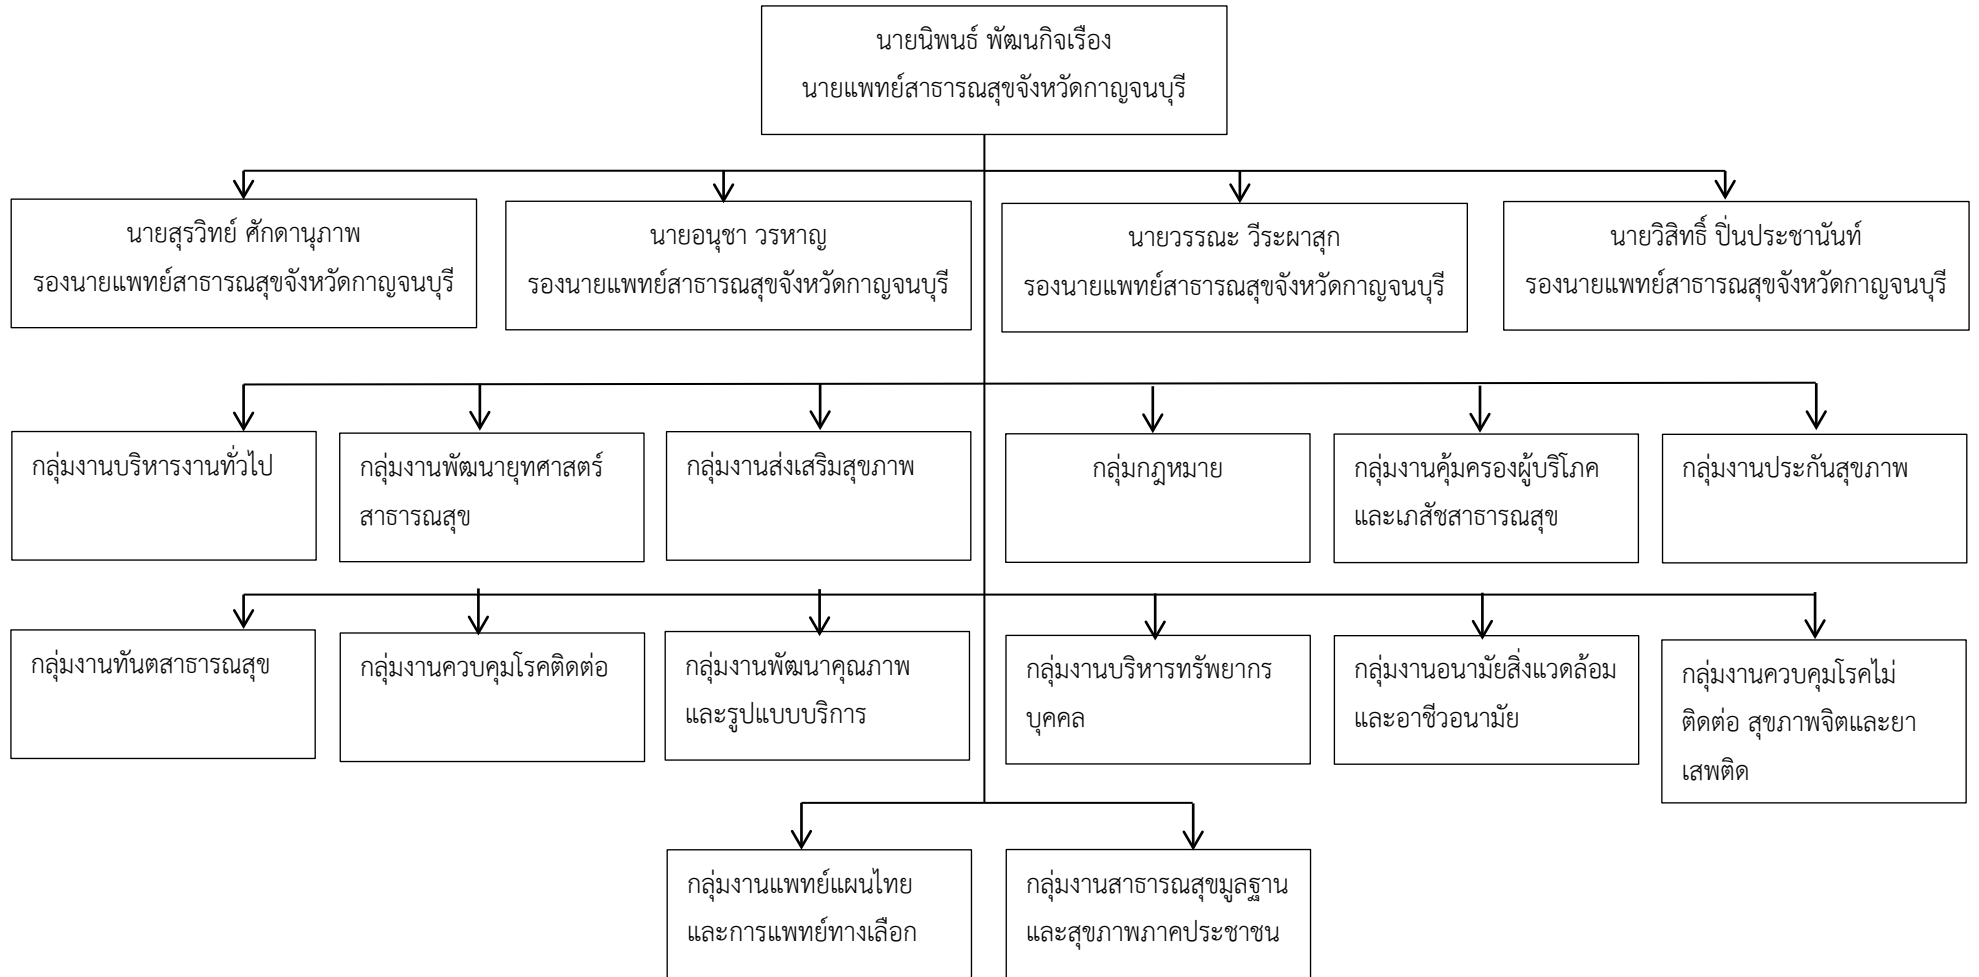 นายนิพนธ์ พัฒนกิจเรือง
นายแพทย์สาธารณสุขจังหวัดกาญจนบุรี
นายสุรวิทย์ ศักดานุภาพ
รองนายแพทย์สาธารณสุขจังหวัดกาญจนบุรี
นายอนุชา วรหาญ
รองนายแพทย์สาธารณสุขจังหวัดกาญจนบุรี
นายวรรณะ วีระผาสุก
รองนายแพทย์สาธารณสุขจังหวัดกาญจนบุรี
นายวิสิทธิ์ ปิ่นประชานันท์
รองนายแพทย์สาธารณสุขจังหวัดกาญจนบุรี
กลุ่มงานบริหารงานทั่วไป
กลุ่มงานพัฒนายุทศาสตร์
สาธารณสุข
กลุ่มงานส่งเสริมสุขภาพ
กลุ่มกฎหมาย
กลุ่มงานคุ้มครองผู้บริโภค
และเภสัชสาธารณสุข
กลุ่มงานประกันสุขภาพ
กลุ่มงานทันตสาธารณสุข
กลุ่มงานควบคุมโรคติดต่อ
กลุ่มงานพัฒนาคุณภาพ
และรูปแบบบริการ
กลุ่มงานบริหารทรัพยากร
บุคคล
กลุ่มงานอนามัยสิ่งแวดล้อม
และอาชีวอนามัย
กลุ่มงานควบคุมโรคไม่
ติดต่อ สุขภาพจิตและยา
เสพติด
กลุ่มงานแพทย์แผนไทย
และการแพทย์ทางเลือก
กลุ่มงานสาธารณสุขมูลฐาน
และสุขภาพภาคประชาชน